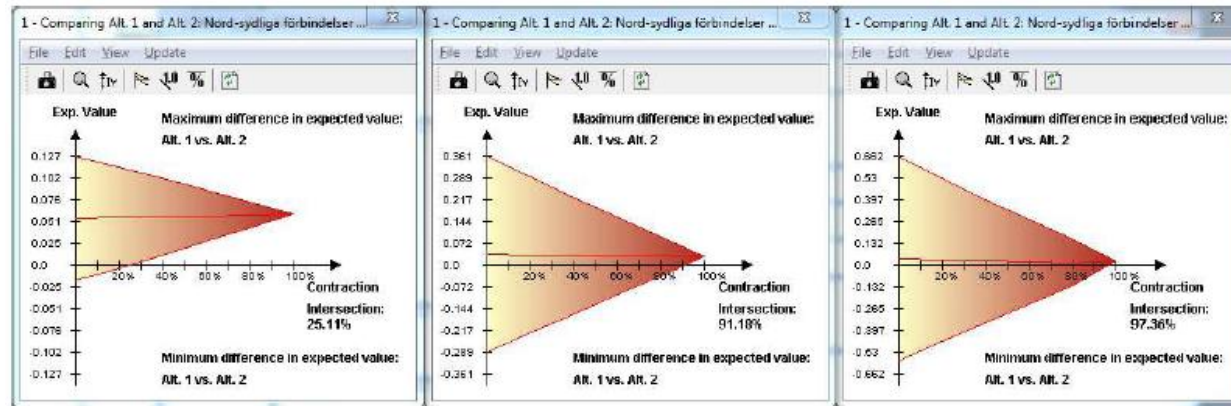 1 - Comparing Alt. 1 and Alt. 2: Nord-sydliga förbindelser ...
File Edit View Update
Exp. Value
Maximum difference in expected value:
Alt. 1 vs. Alt. 2
0.127
0.102
0.076
0.051
0.025
0.0
-0.025
-0.051
-0.076
-0.102
-0.127
20% 40% 60% 80% 100%
Contraction
Intersection:
25.11%
Minimum difference in expected value:
Alt. 1 vs. Alt. 2
1 - Comparing Alt. 1 and Alt. 2: Nord-sydliga förbindelser ...
File Edit View Update
Exp. Value
Maximum difference in expected value:
Alt. 1 vs. Alt. 2
0.361
0.289
0.217
0.144
0.072
0.0
-0.072
-0.144
-0.217
-0.289
-0.361
20% 40% 60% 80% 100%
Contraction
Intersection:
91.18%
Minimum difference in expected value:
Alt. 1 vs. Alt. 2
1 - Comparing Alt. 1 and Alt. 2: Nord-sydliga förbindelser ...
File Edit View Update
Exp. Value
Maximum difference in expected value:
Alt. 1 vs. Alt. 2
0.662
0.53
0.397
0.265
0.132
0.0
-0.132
-0.265
-0.397
-0.53
-0.662
20% 40% 60% 80% 100%
Contraction
Intersection:
97.36%
Minimum difference in expected value:
Alt. 1 vs. Alt. 2